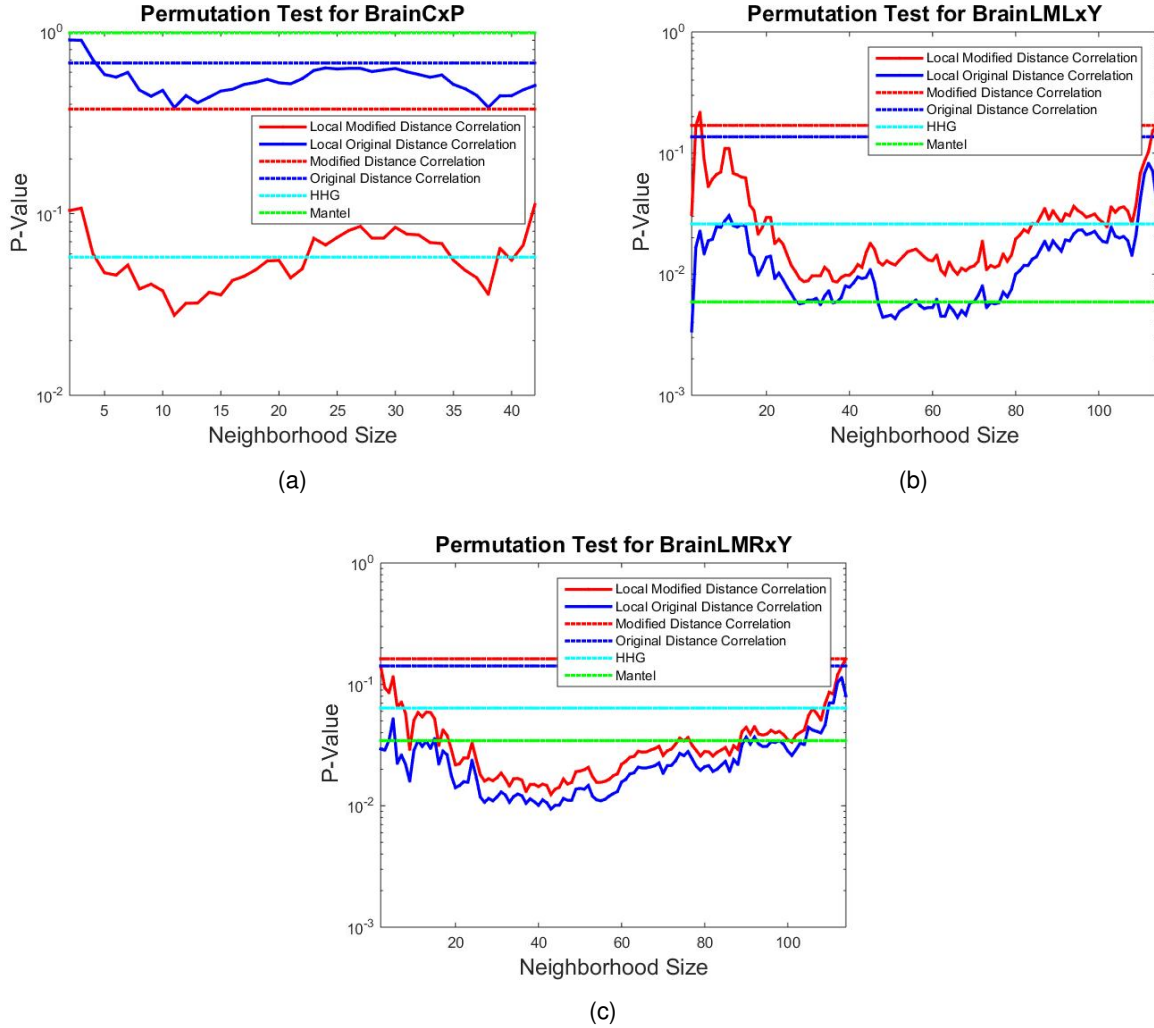 Permutation Test for BrainCxP
10^0
10^-1
10^-2
P-Value
Local Modified Distance Correlation
Local Original Distance Correlation
Modified Distance Correlation
Original Distance Correlation
HHG
Mantel
5 10 15 20 25 30 35 40
Neighborhood Size
(a)
Permutation Test for BrainLMLxY
10^0
10^-1
10^-2
10^-3
P-Value
Local Modified Distance Correlation
Local Original Distance Correlation
Modified Distance Correlation
Original Distance Correlation
HHG
Mantel
20 40 60 80 100
Neighborhood Size
(b)
Permutation Test for BrainLMRxY
10^0
10^-1
10^-2
10^-3
P-Value
Local Modified Distance Correlation
Local Original Distance Correlation
Modified Distance Correlation
Original Distance Correlation
HHG
Mantel
20 40 60 80 100
Neighborhood Size
(c)